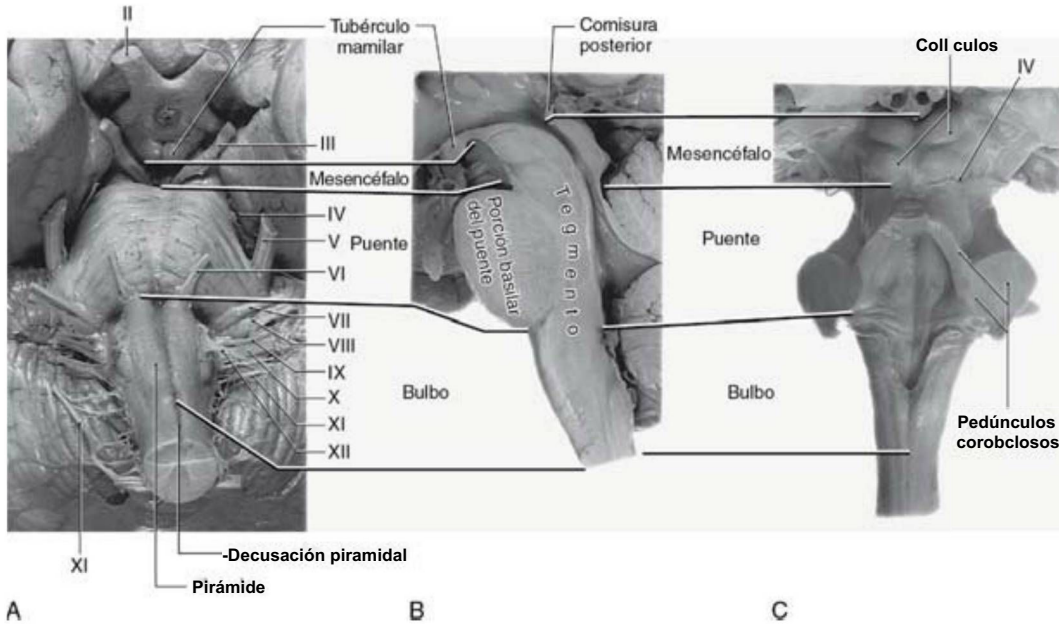 II
Tubérculo
mamilar
III
Mesencéfalo
IV
V
Puente
VI
VII
VIII
IX
X
XI
XII
Bulbo
XI
-Decusación piramidal
Pirámide
A
Comisura
posterior
Porción basilar
del puente
Tegmento
B
Coll culos
IV
Mesencéfalo
Puente
Bulbo
Pedúnculos
corobclosos
C